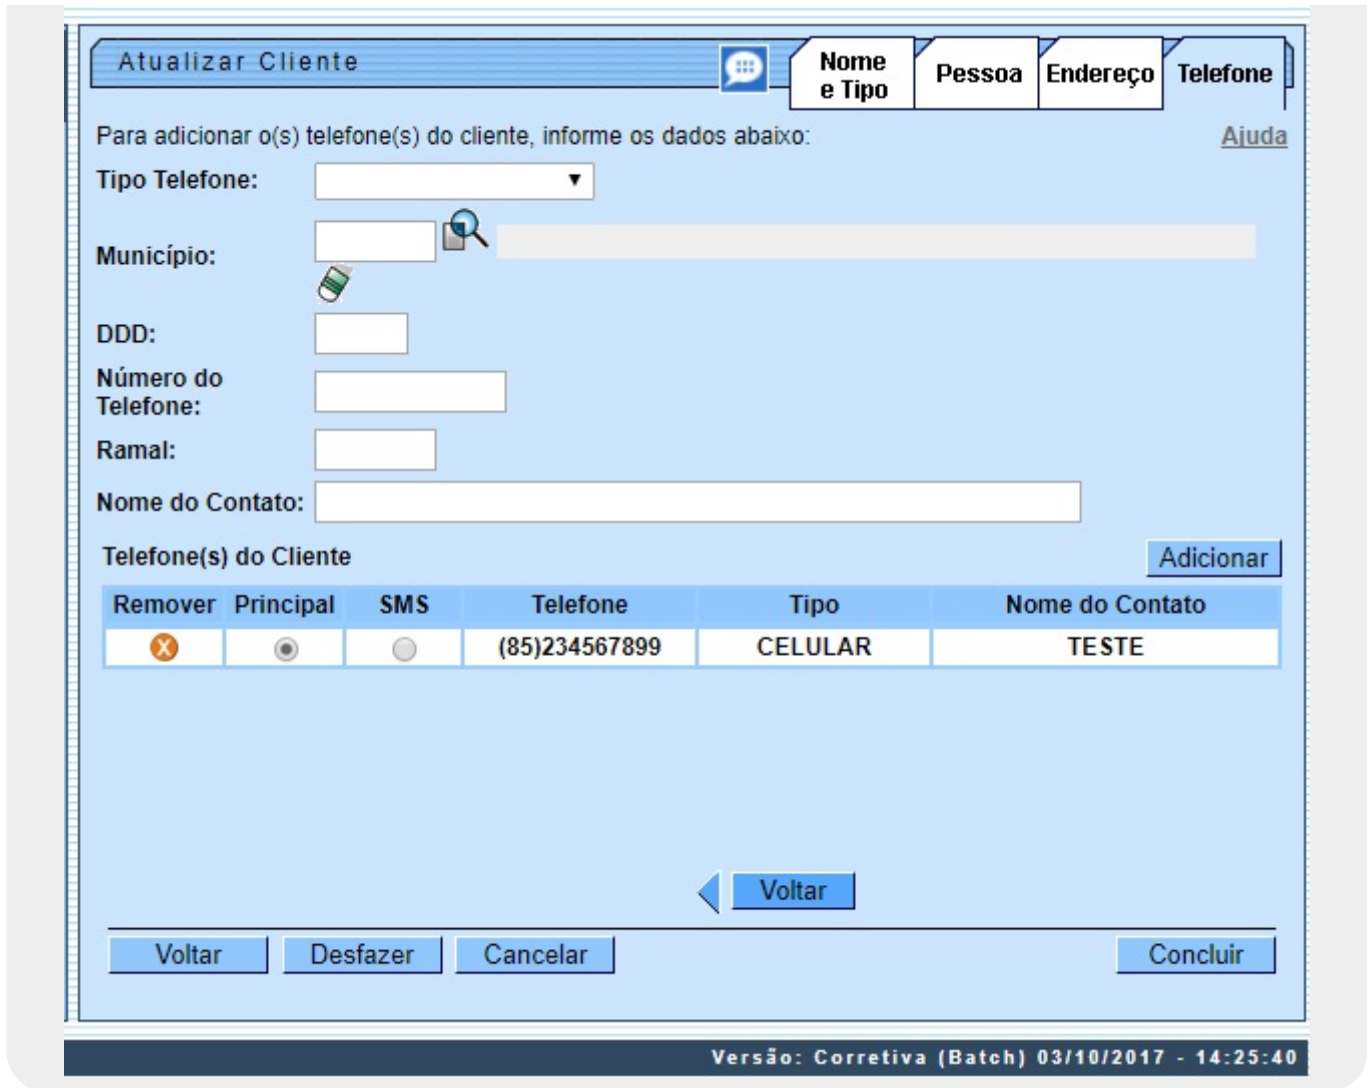 Atualizar Cliente
Nome
e Tipo
Pessoa
Endereço
Telefone
Para adicionar o(s) telefone(s) do cliente, informe os dados abaixo:
Ajuda
Tipo Telefone:
Município:
DDD:
Número do
Telefone:
Ramal:
Nome do Contato:
Telefone(s) do Cliente
Adicionar
Remover Principal SMS Telefone Tipo Nome do Contato
X (85)234567899 CELULAR TESTE
Voltar
Voltar Desfazer Cancelar Concluir
Versão: Corretiva (Batch) 03/10/2017 - 14:25:40